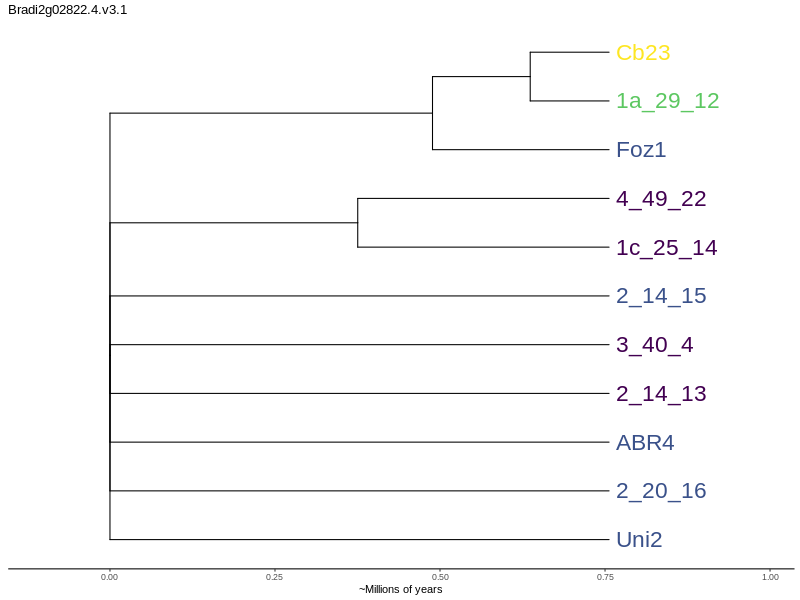 Bradi2g02822.4.v3.1
Cb23
1a_29_12
Foz1
4_49_22
1c_25_14
2_14_15
3_40_4
2_14_13
ABR4
2_20_16
Uni2
0.00 0.25 0.50 0.75 1.00
~Millions of years